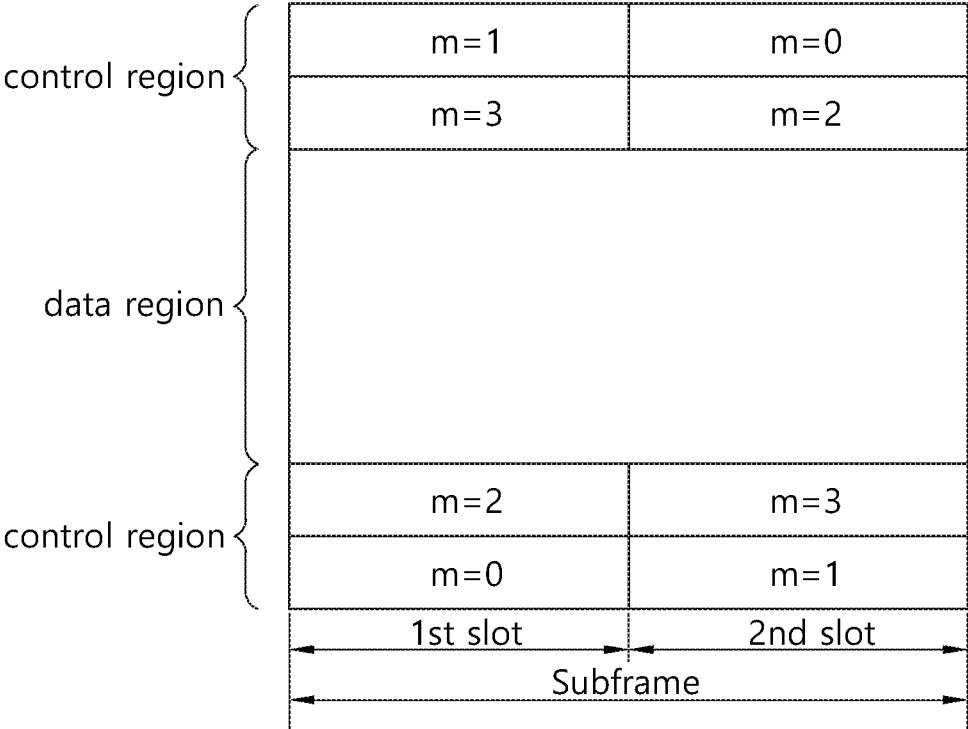 m=1 m=0
control region
m=3 m=2
data region
m=2 m=3
control region
m=0 m=1
1st slot 2nd slot
Subframe